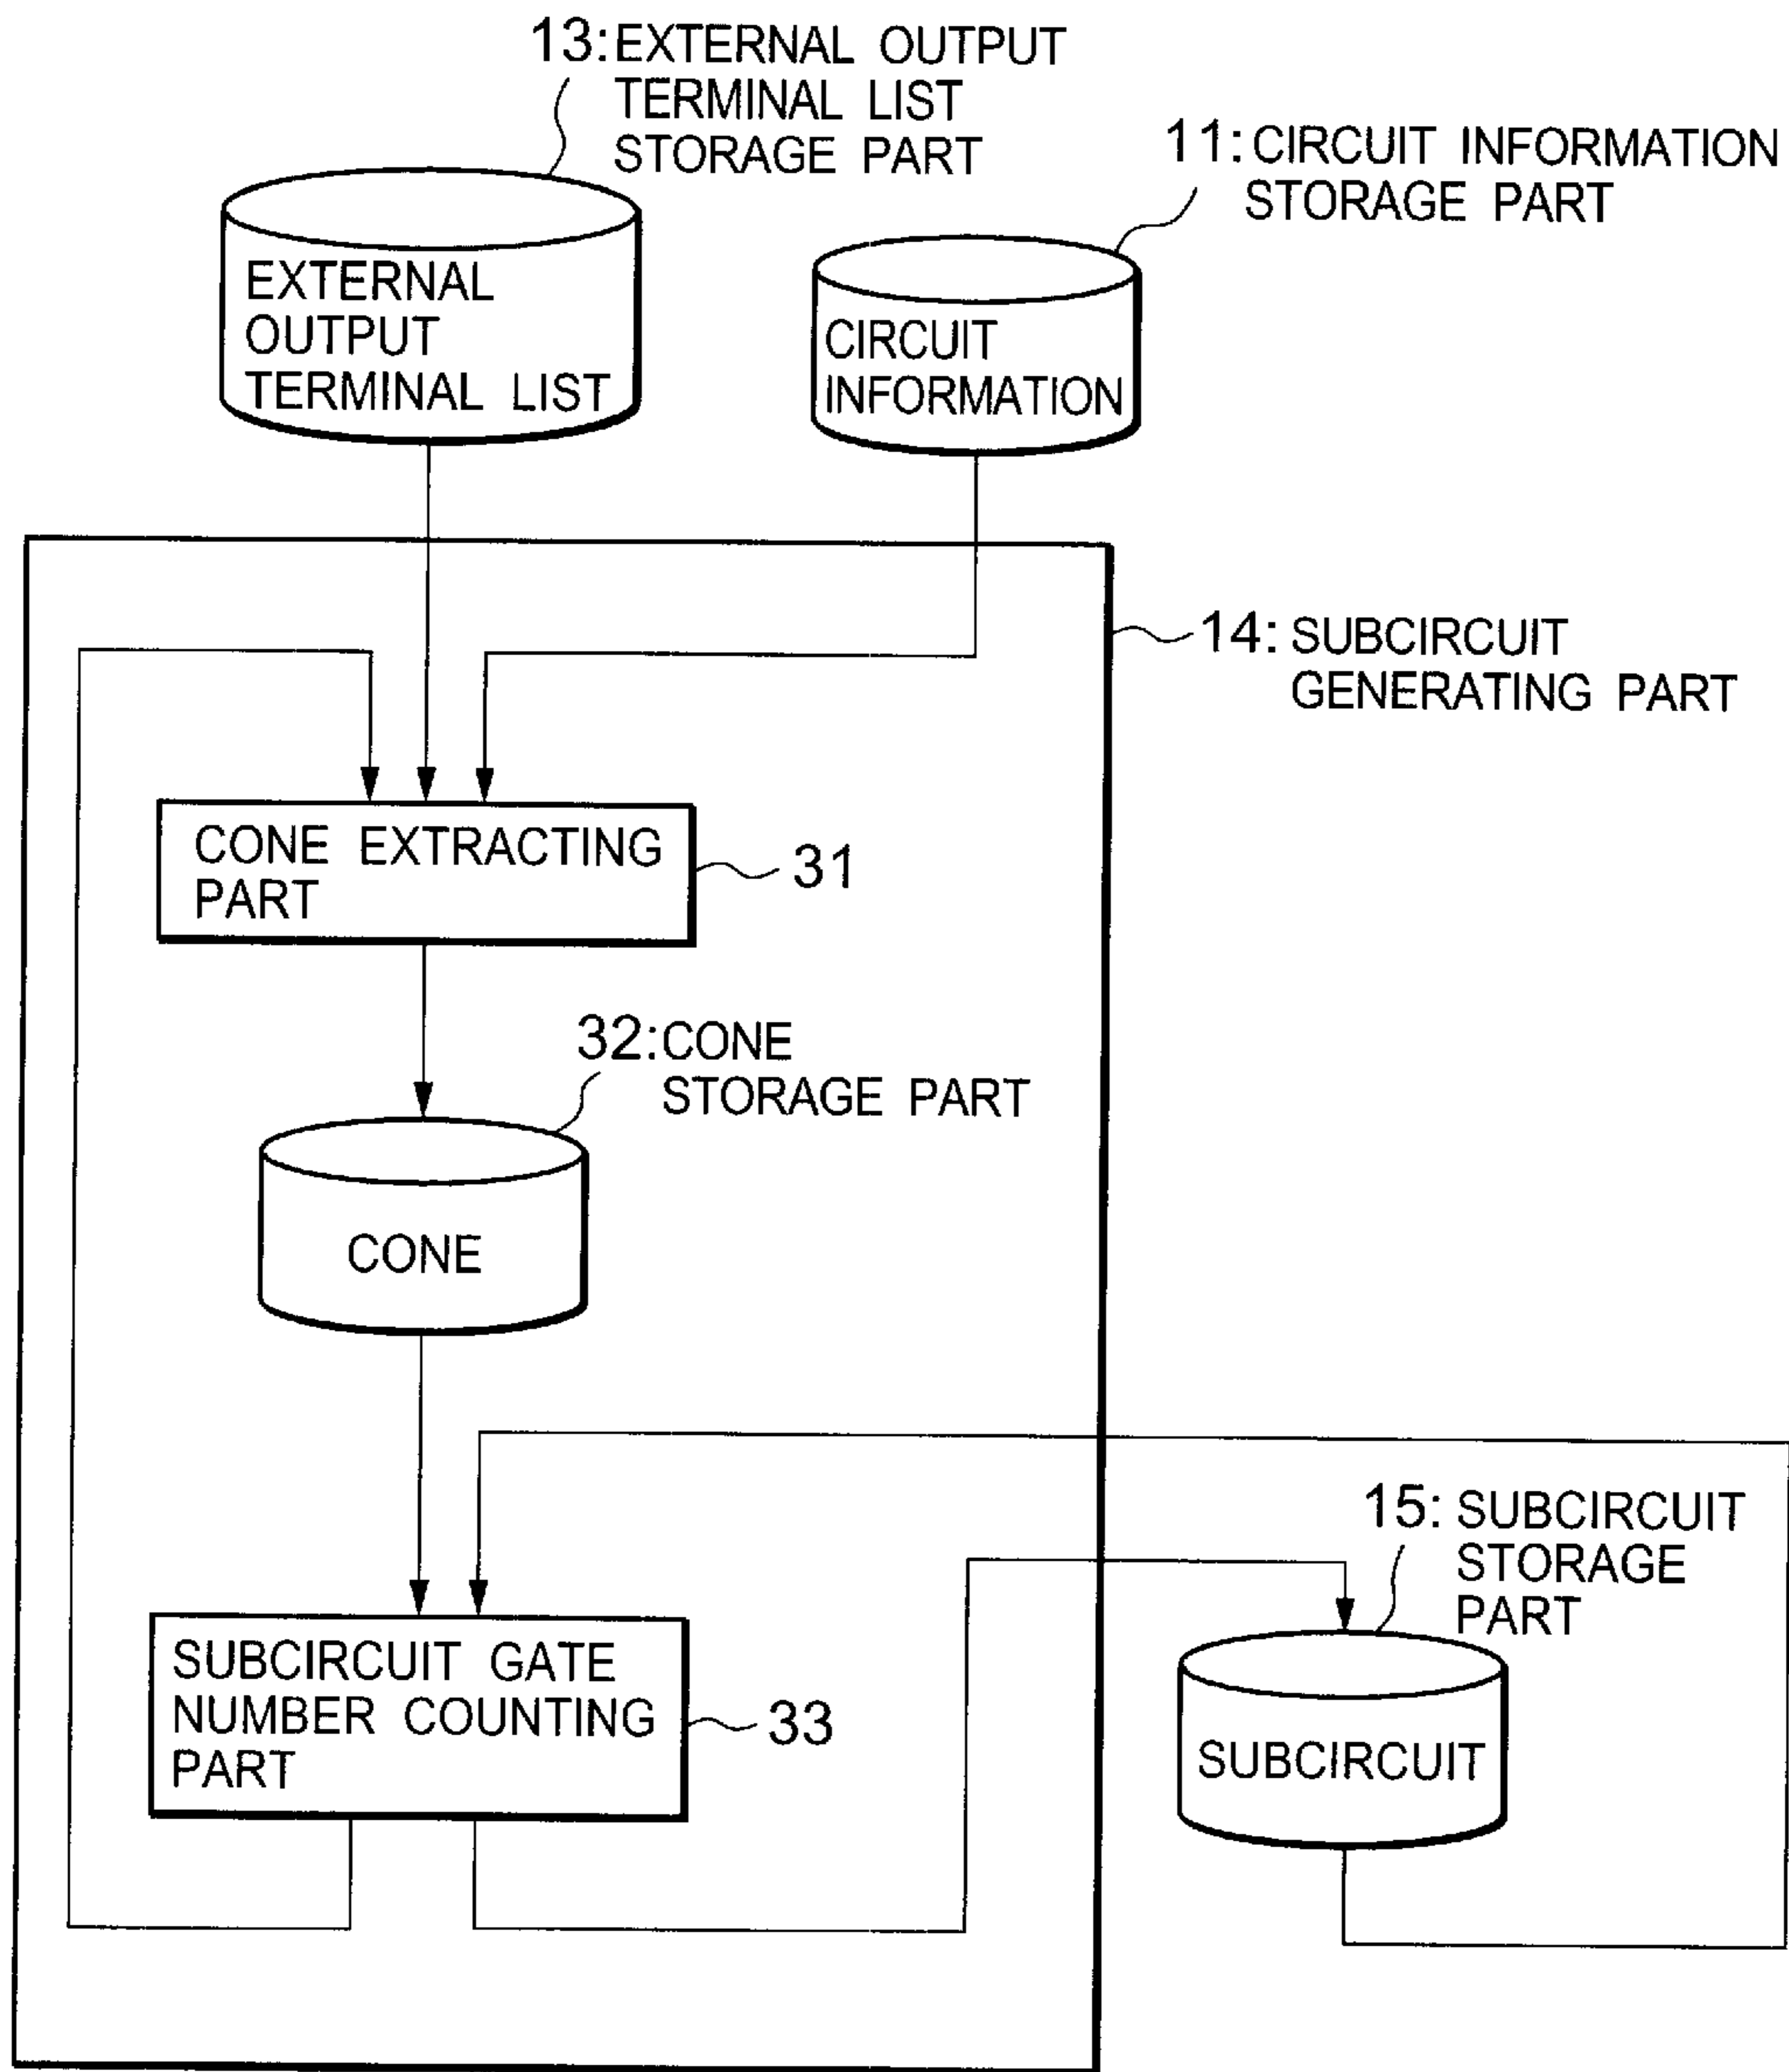 13: EXTERNAL OUTPUT
TERMINAL LIST
STORAGE PART
11: CIRCUIT INFORMATION
STORAGE PART
EXTERNAL
OUTPUT
TERMINAL LIST
CIRCUIT
INFORMATION
14: SUBCIRCUIT
GENERATING PART
CONE EXTRACTING
PART
31
32: CONE
STORAGE PART
CONE
15: SUBCIRCUIT
STORAGE
PART
SUBCIRCUIT GATE
NUMBER COUNTING
PART
33
SUBCIRCUIT